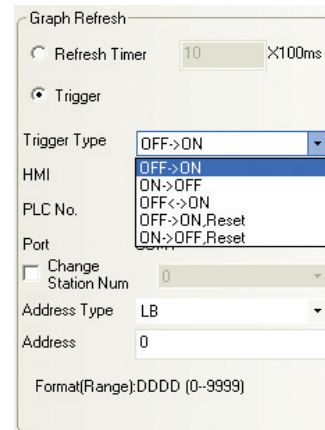 Graph Refresh
Refresh Timer 10 X100ms
Trigger
Trigger Type OFF->ON
OFF->ON
HMI
ON->OFF
OFF<->ON
PLC No.
OFF->ON,Reset
ON->OFF,Reset
Port
Change
Station Num 0
Address Type LB
Address 0
Format(Range):DDDD (0--9999)